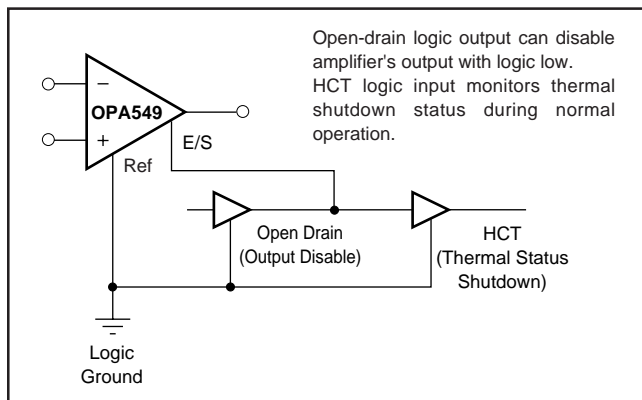 Open-drain logic output can disable
amplifier's output with logic low.
HCT logic input monitors thermal
shutdown status during normal
operation.
–
OPA549
+
E/S
Ref
Open Drain
(Output Disable)
HCT
(Thermal Status
Shutdown)
Logic
Ground